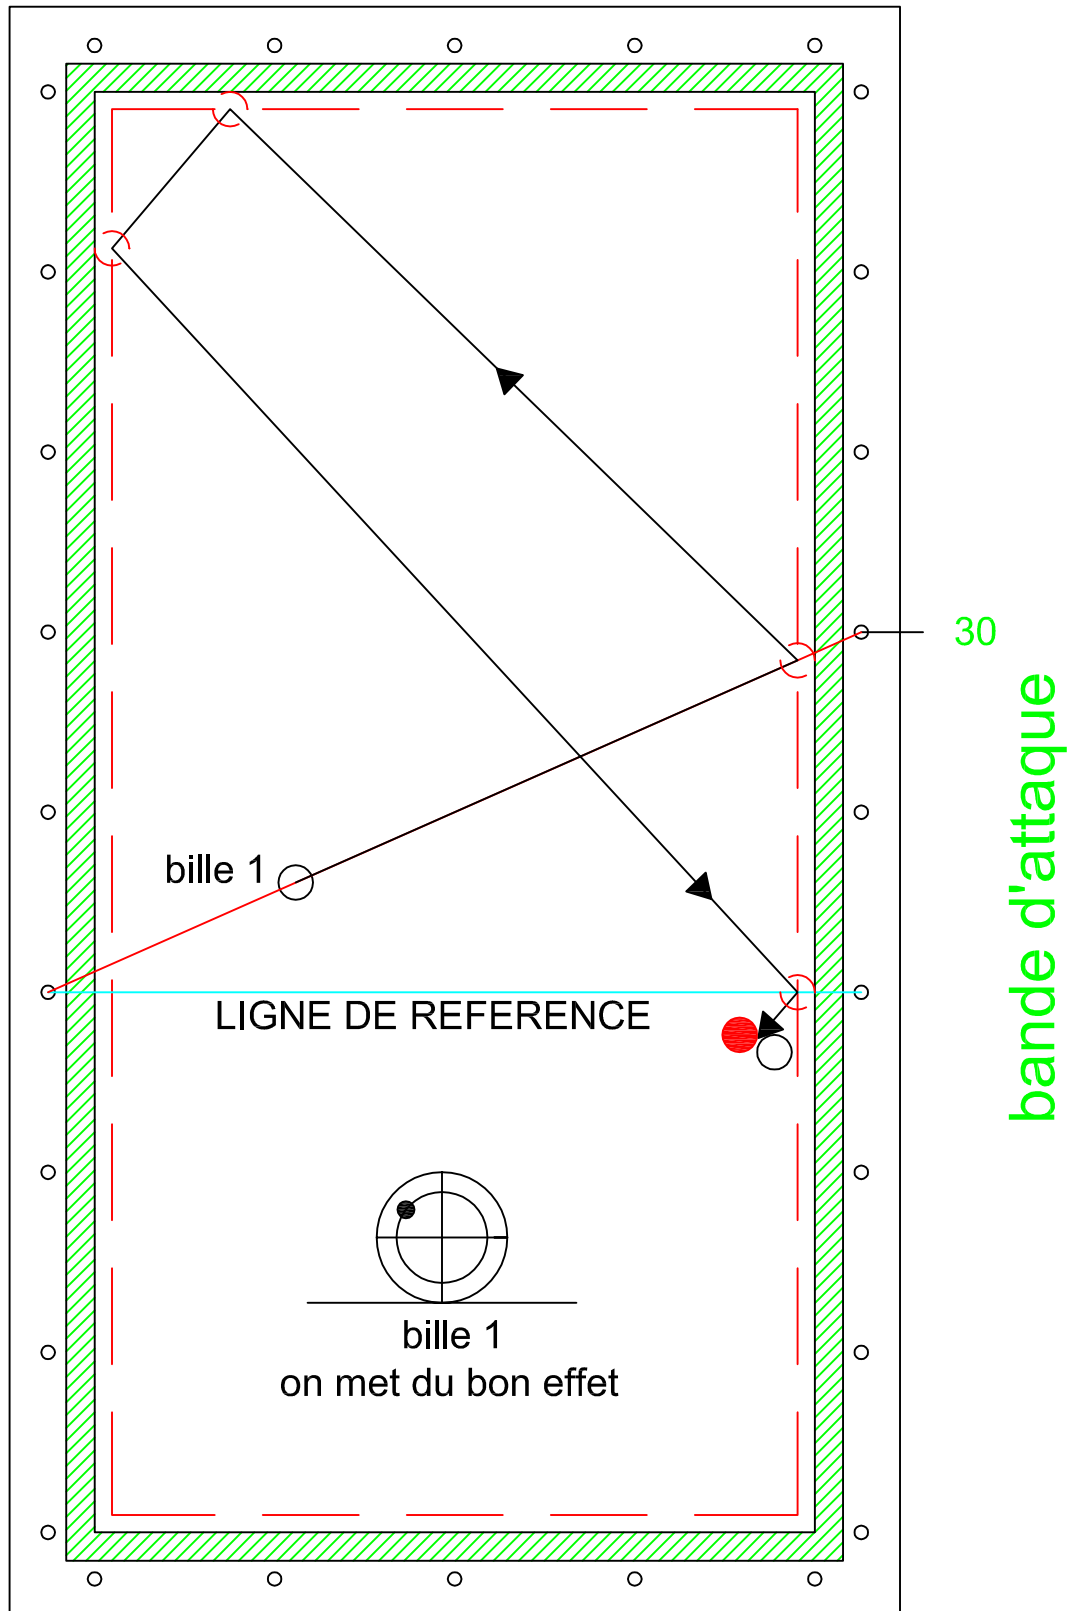 30
bande d'attaque
bille 1
LIGNE DE REFERENCE
bille 1
on met du bon effet